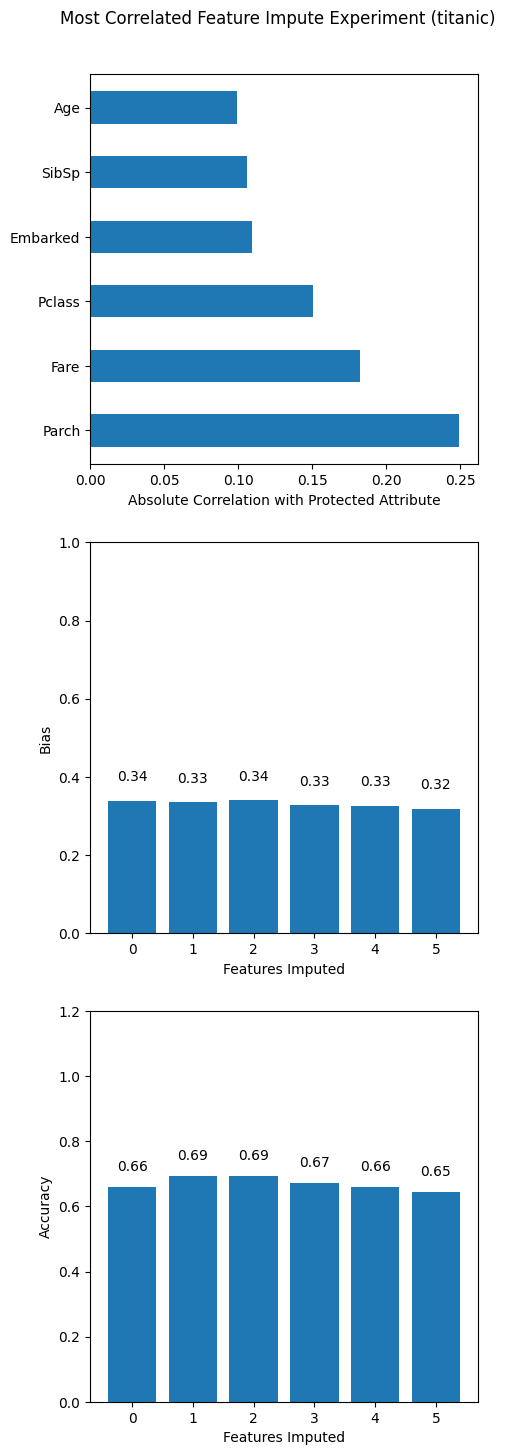 Most Correlated Feature Impute Experiment (titanic)
Age
SibSp
Embarked
Pclass
Fare
Parch
0.00 0.05 0.10 0.15 0.20 0.25
Absolute Correlation with Protected Attribute
1.0
0.8
0.6
0.4
0.2
0.0
Bias
0.34 0.33 0.34 0.33 0.33 0.32
0 1 2 3 4 5
Features Imputed
1.2
1.0
0.8
0.6
0.4
0.2
0.0
Accuracy
0.66 0.69 0.69 0.67 0.66 0.65
0 1 2 3 4 5
Features Imputed